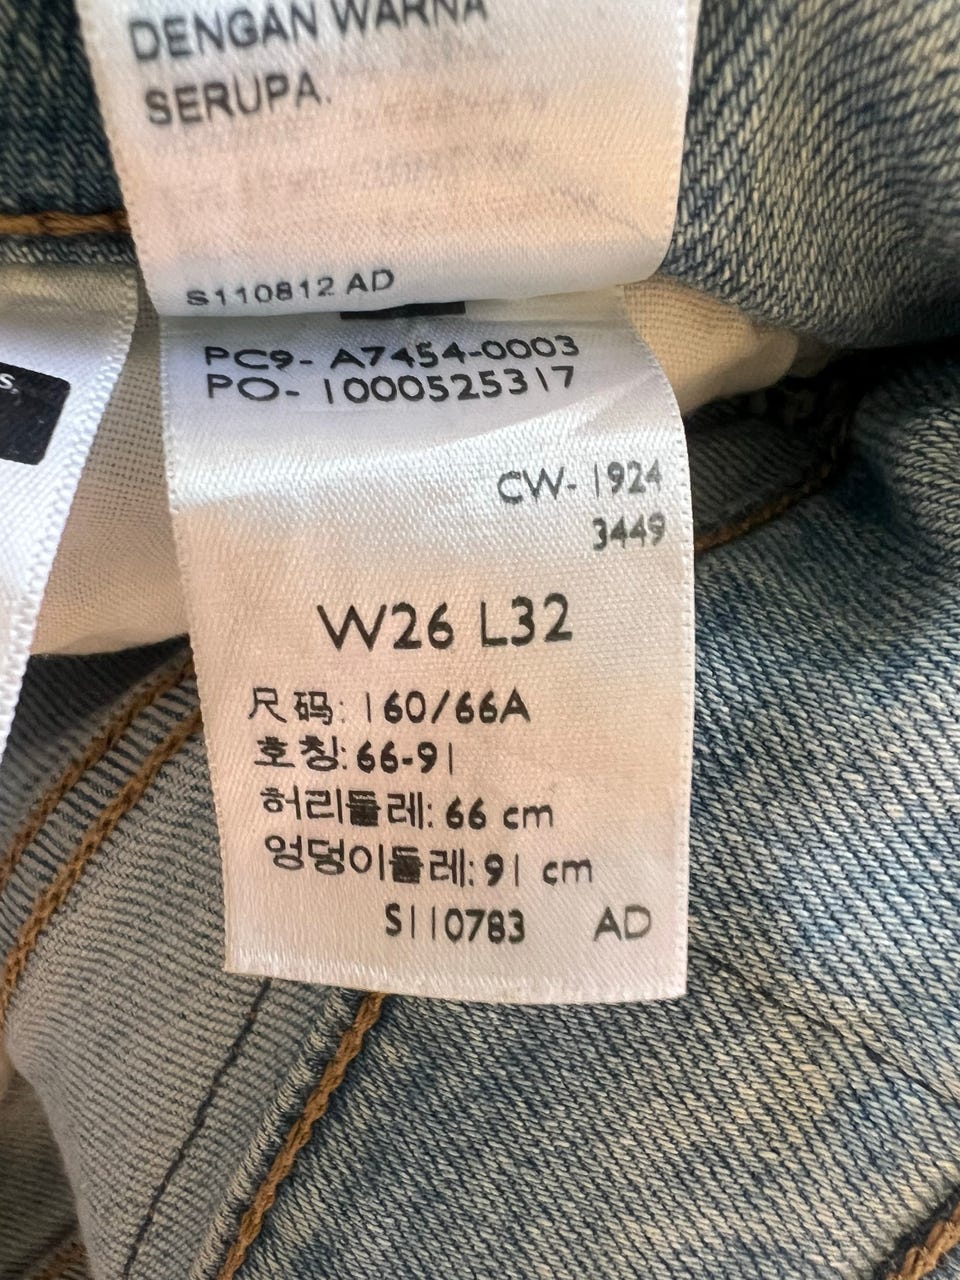 DENGAN WARNA
SERUPA.
S110812 AD
PC9- A7454-0003
PO- 1000525317
CW- 1924
3449
W26 L32
尺码: 160/66A
호칭: 66-91
허리둘레: 66 cm
엉덩이둘레: 91 cm
S110783 AD